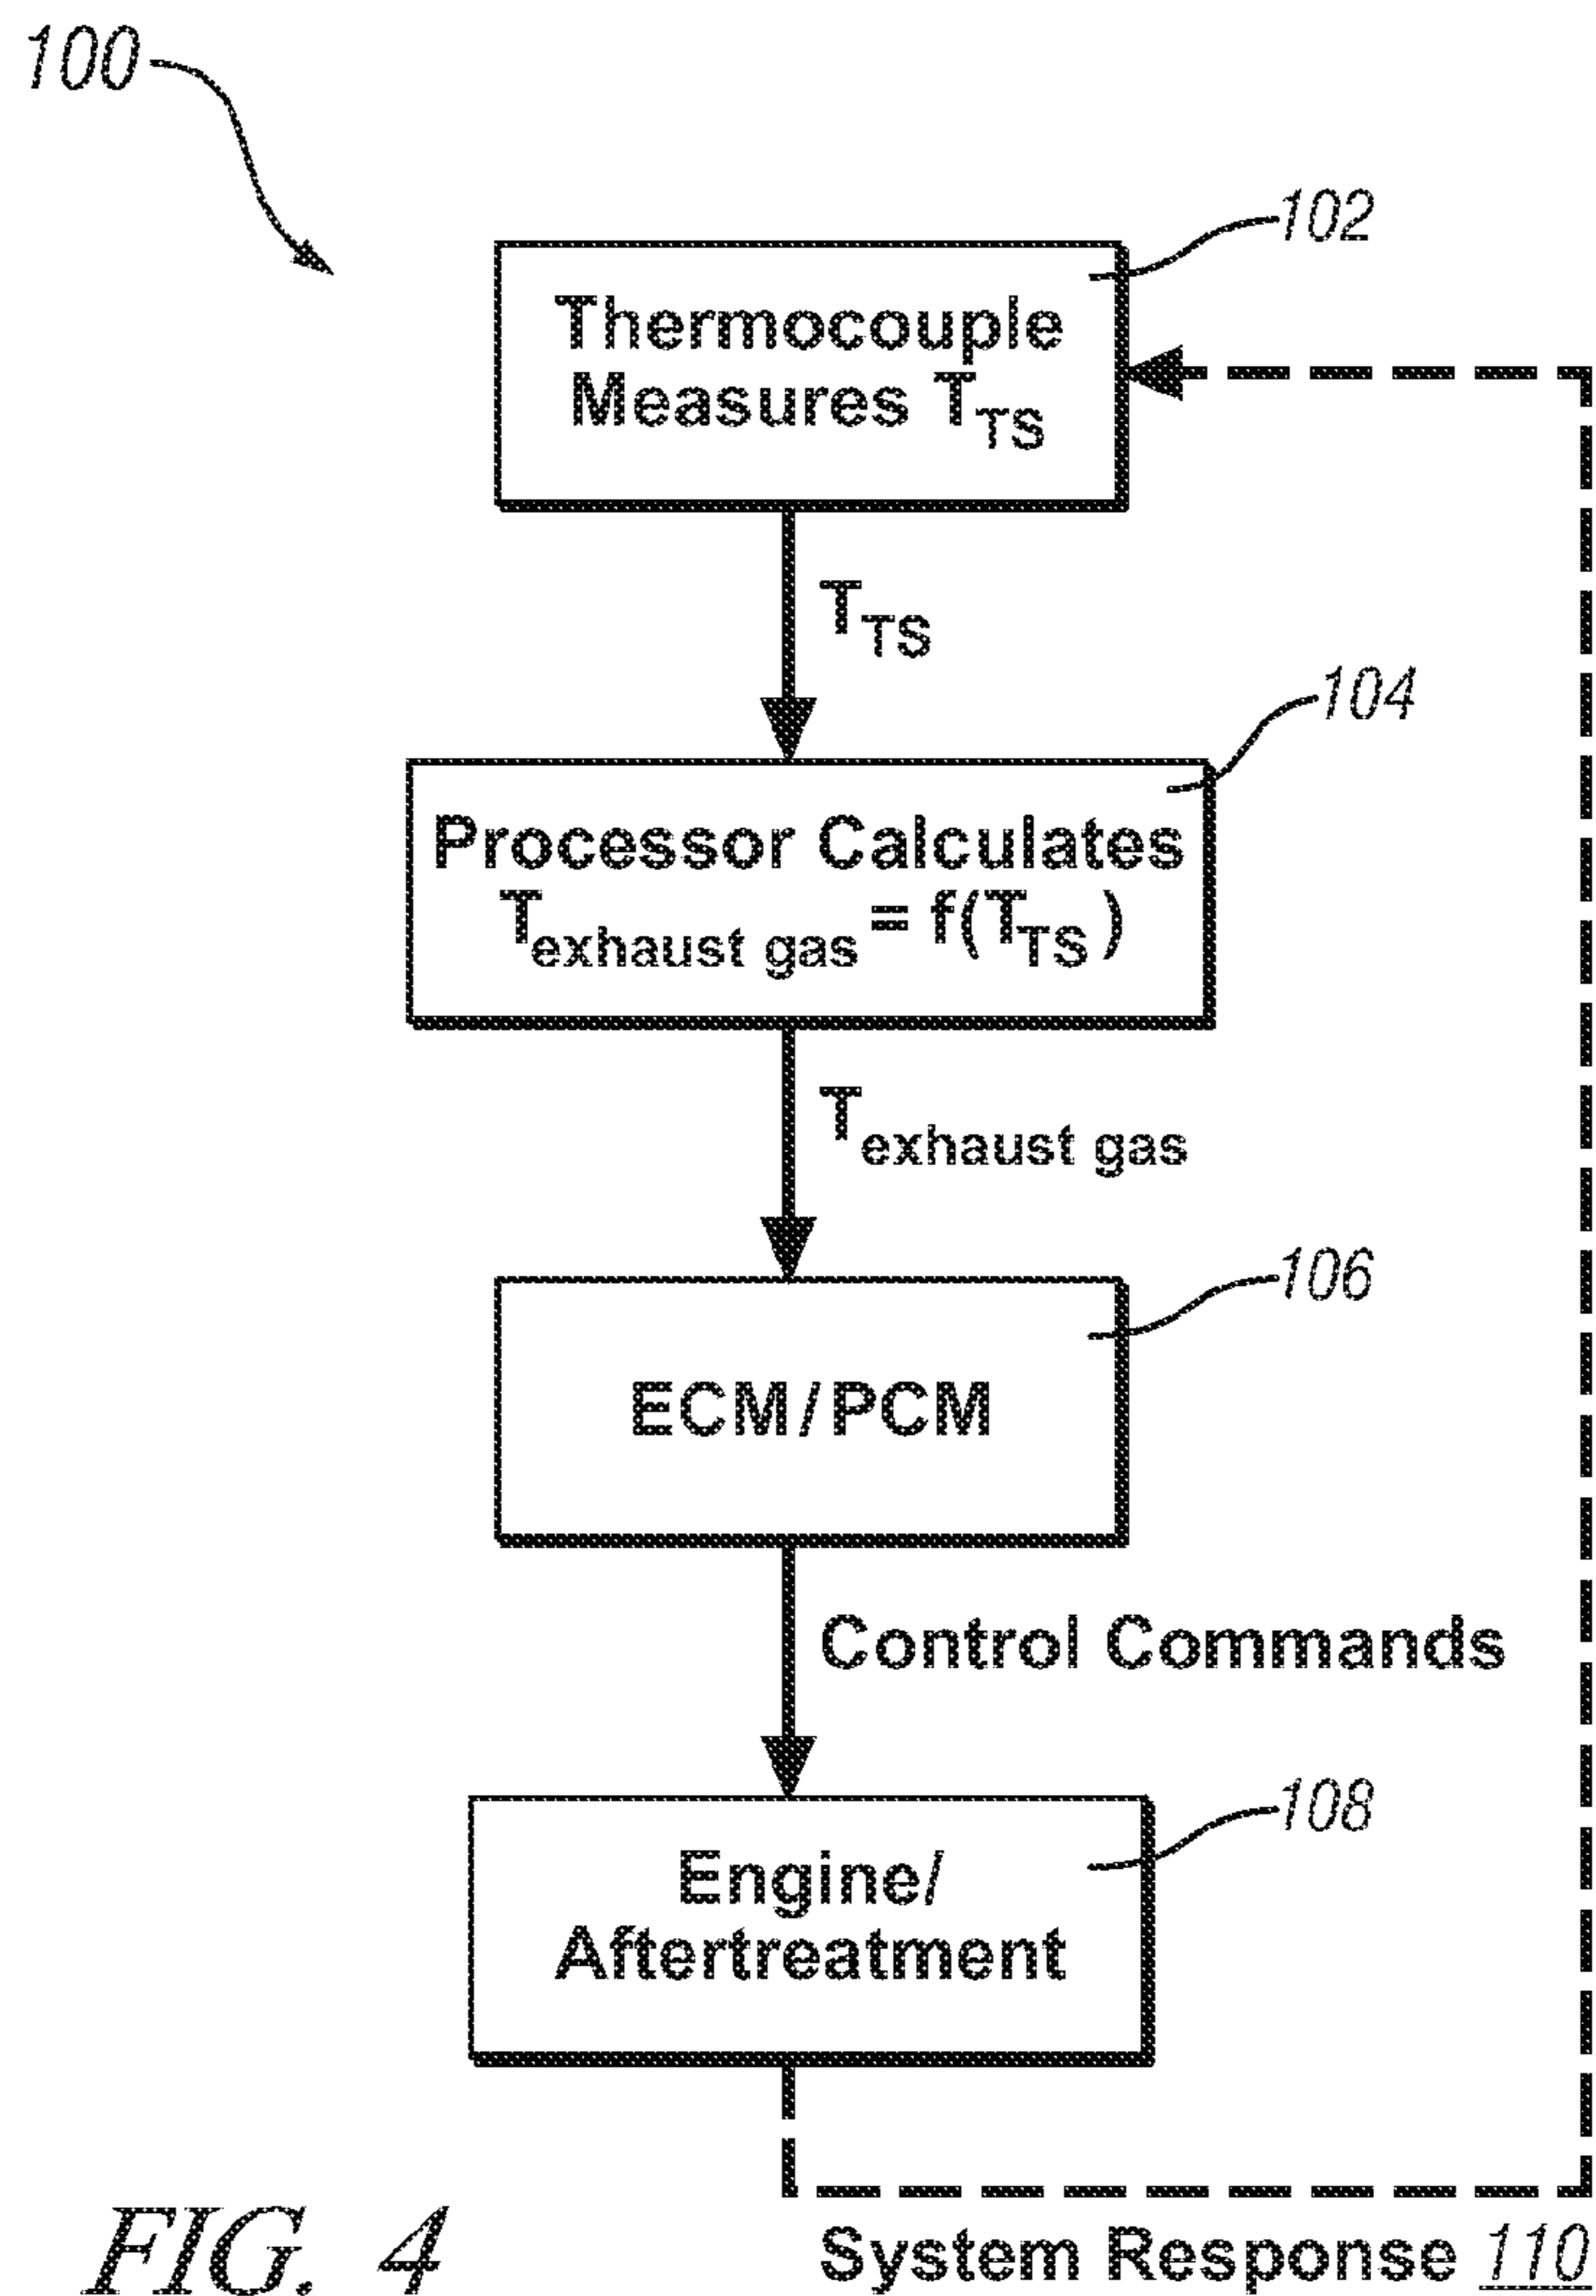 100
102
Thermocouple
Measures T_TS
T_TS
104
Processor Calculates
T_exhaust gas = f(T_TS)
T_exhaust gas
106
ECM/PCM
Control Commands
108
Engine/
Aftertreatment
FIG. 4
System Response 110